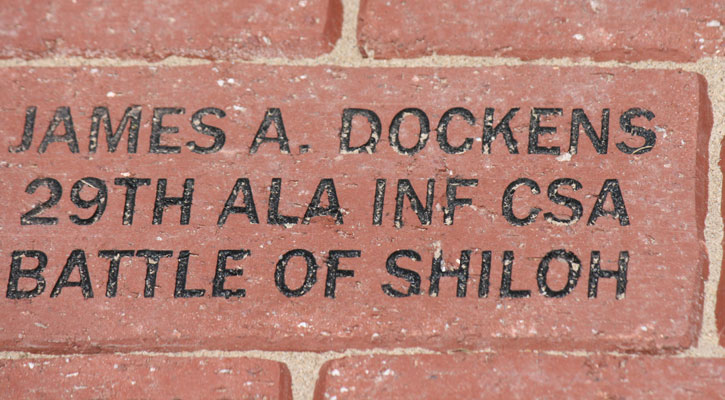 JAMES A. DOCKENS
29TH ALA INF CSA
BATTLE OF SHILOH